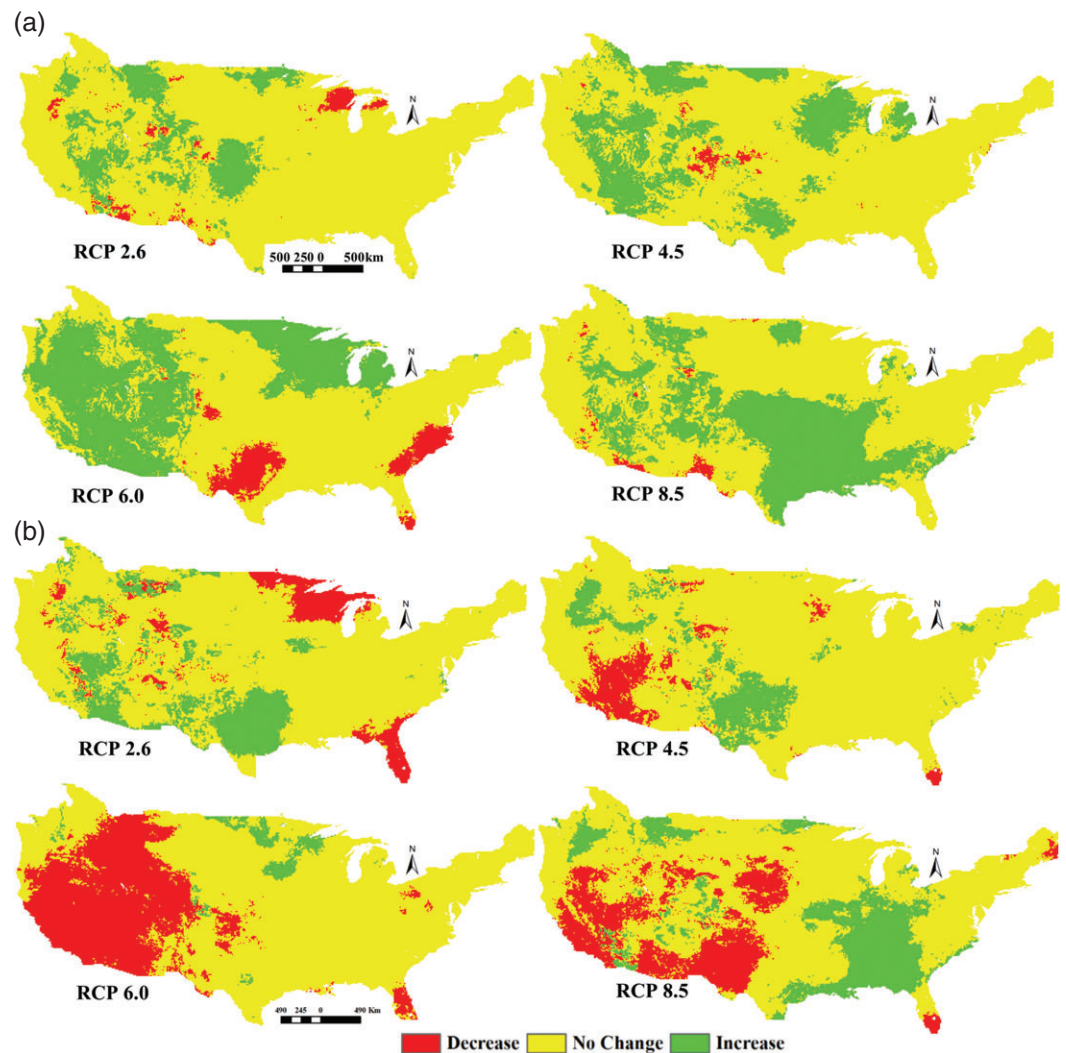 (a)
N
N
RCP 2.6
500 250 0 500km
RCP 4.5
N
N
RCP 6.0
RCP 8.5
(b)
N
N
RCP 2.6
RCP 4.5
N
N
RCP 6.0
490 245 0 490 Km
RCP 8.5
Decrease No Change Increase